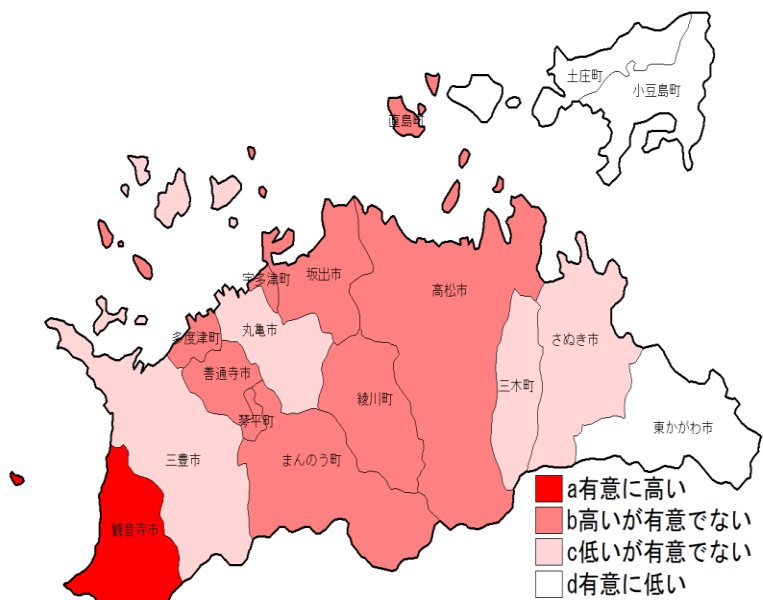 土庄町
小豆島町
直島町
宇多津町
坂出市
高松市
多度津町
丸亀市
さぬき市
善通寺市
三木町
綾川町
琴平町
東かがわ市
三豊市
まんのう町
観音寺市
a有意に高い
b高いが有意でない
c低いが有意でない
d有意に低い